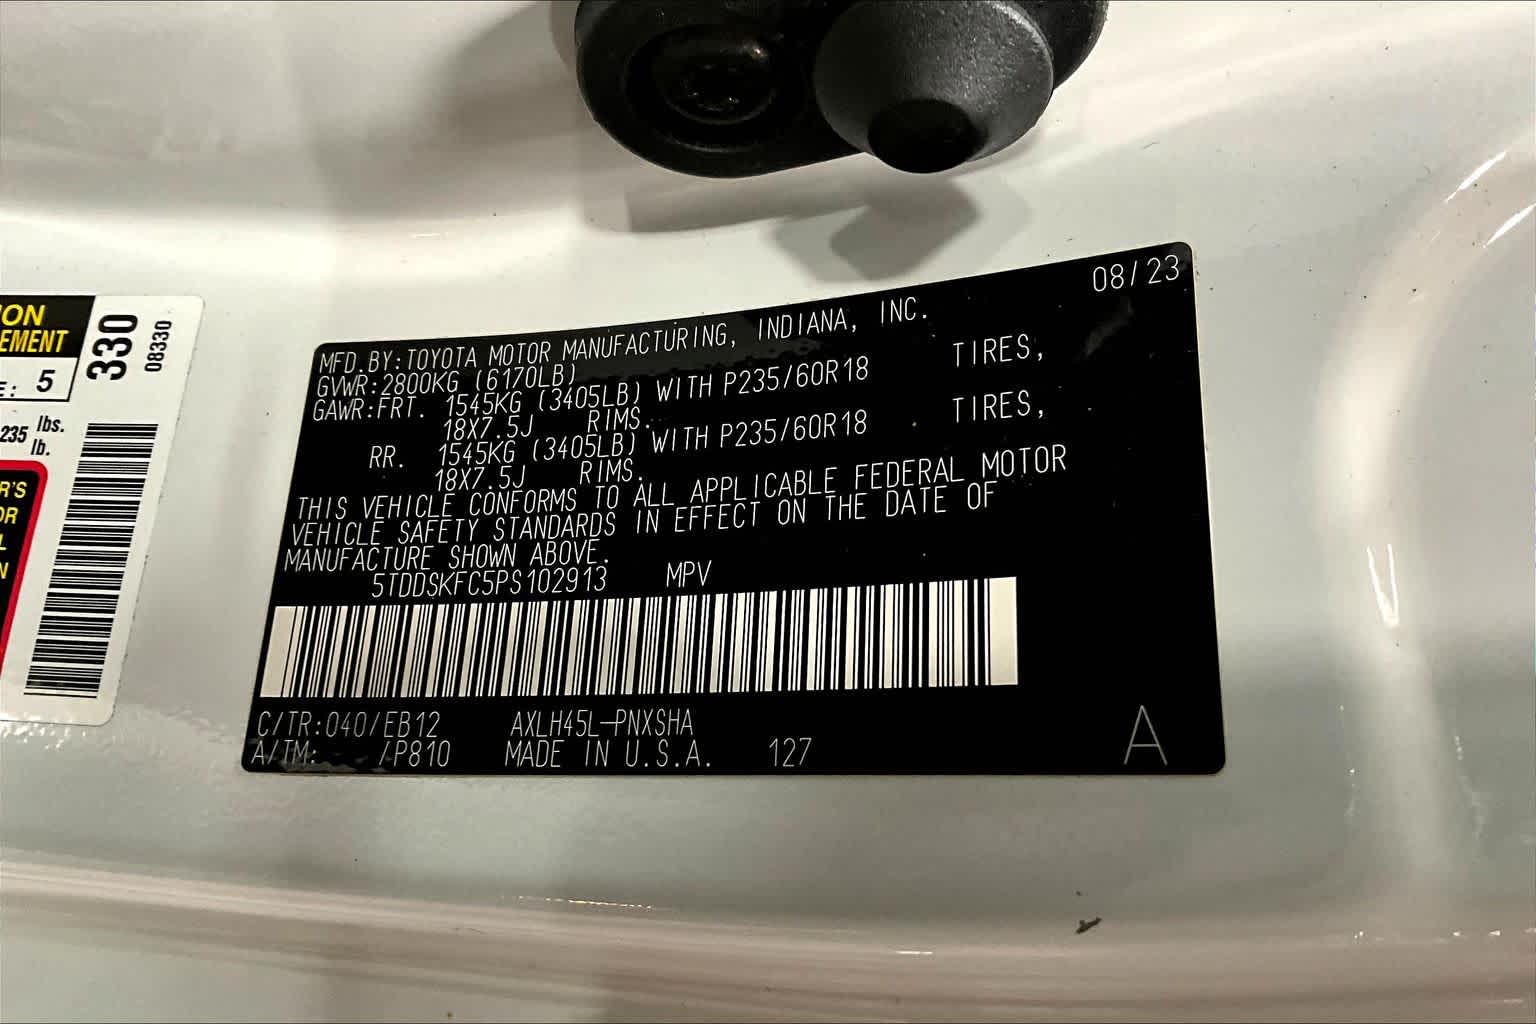 ION
EMENT
E: 5
235 lbs.
lb.
R'S
OR
L
N
330
08330
08/23
MFD.BY:TOYOTA MOTOR MANUFACTURING, INDIANA, INC.
GVWR:2800KG (6170LB)
GAWR:FRT. 1545KG (3405LB) WITH P235/60R18 TIRES,
18X7.5J RIMS.
RR. 1545KG (3405LB) WITH P235/60R18 TIRES,
18X7.5J RIMS.
THIS VEHICLE CONFORMS TO ALL APPLICABLE FEDERAL MOTOR
VEHICLE SAFETY STANDARDS IN EFFECT ON THE DATE OF
MANUFACTURE SHOWN ABOVE.
5TDDSKFC5PS102913 MPV
C/TR:040/EB12 AXLH45L-PNXSHA
A/TM: /P810 MADE IN U.S.A. 127 A